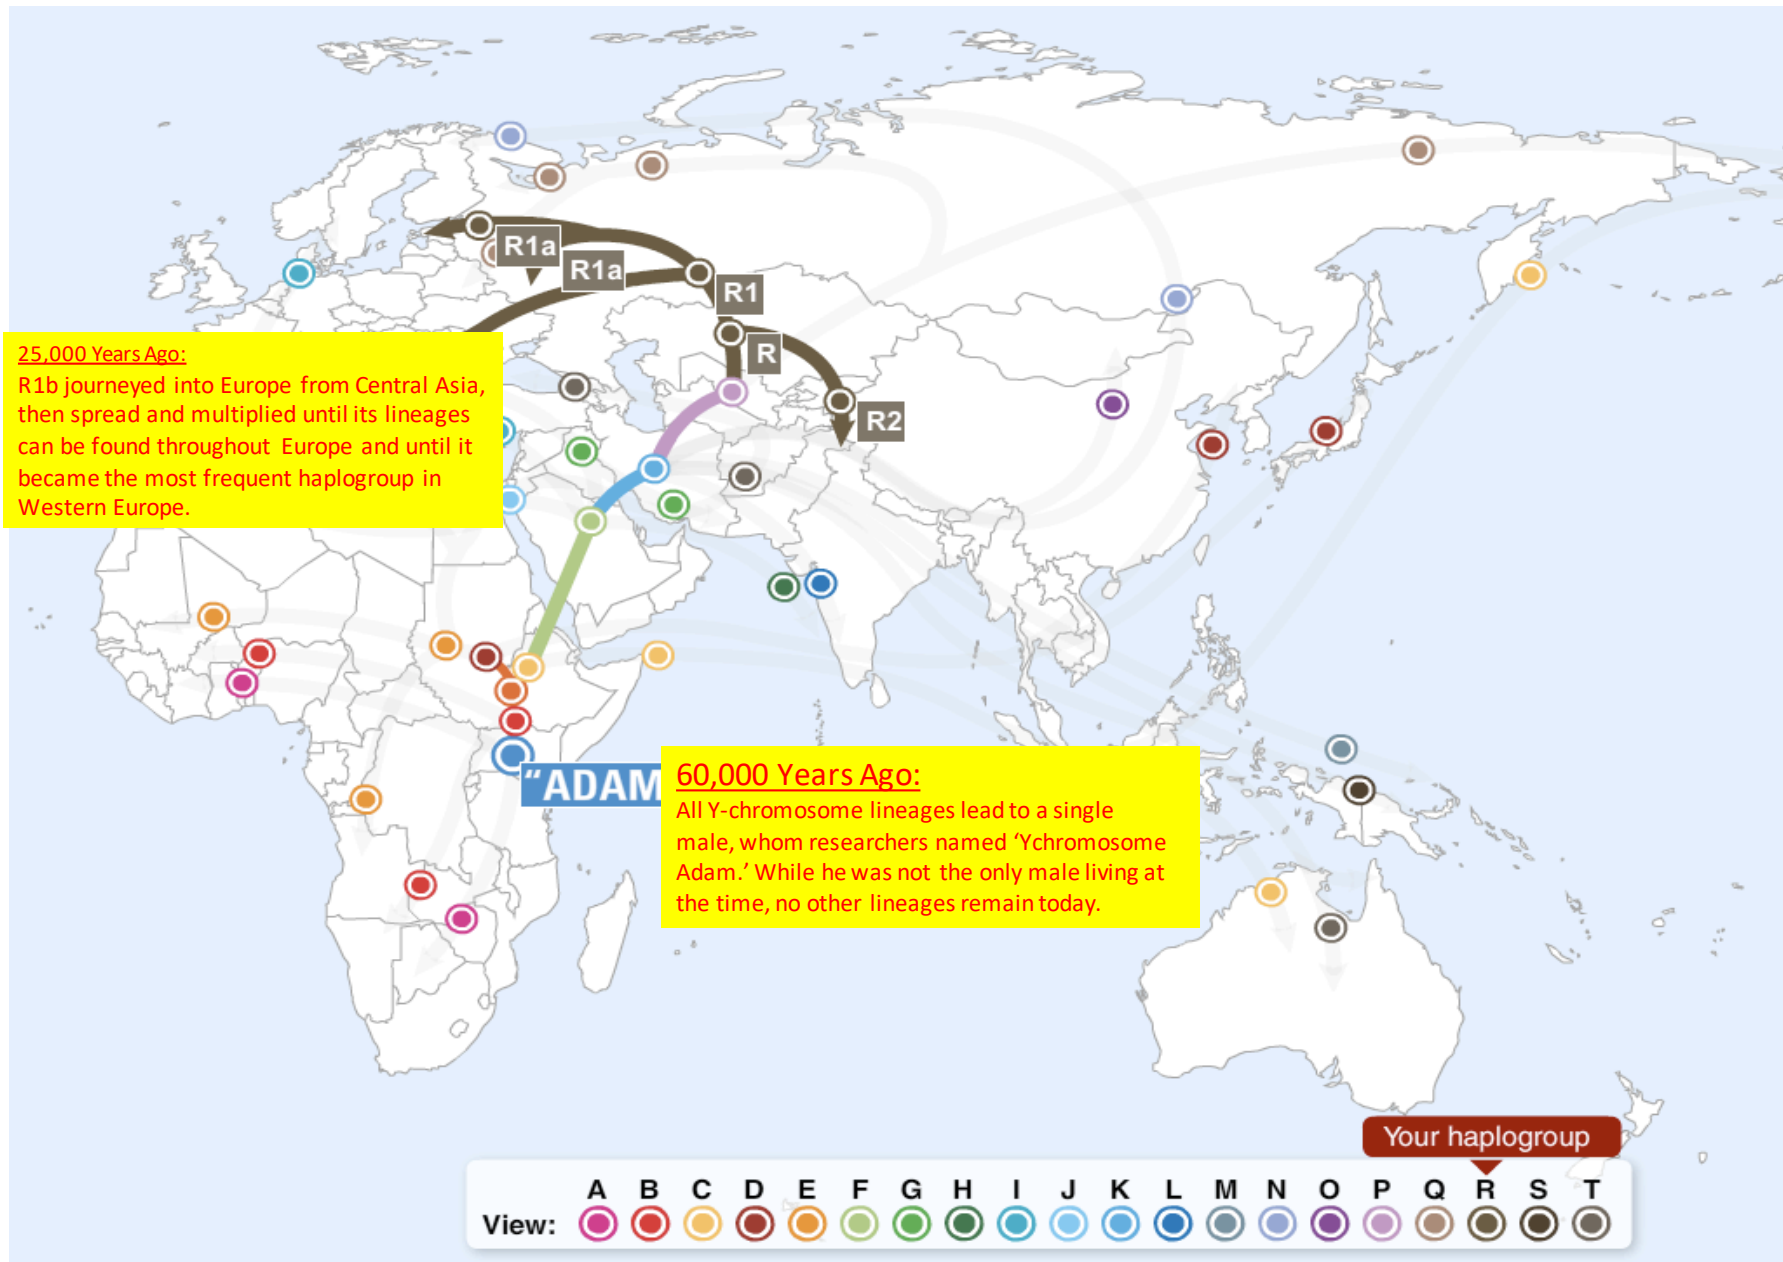 R1a
R1a
R1
R
R2
25,000 Years Ago:
R1b journeyed into Europe from Central Asia,
then spread and multiplied until its lineages
can be found throughout Europe and until it
became the most frequent haplogroup in
Western Europe.
"ADAM
60,000 Years Ago:
All Y-chromosome lineages lead to a single
male, whom researchers named ‘Ychromosome
Adam.’ While he was not the only male living at
the time, no other lineages remain today.
Your haplogroup
A B C D E F G H I J K L M N O P Q R S T
View: